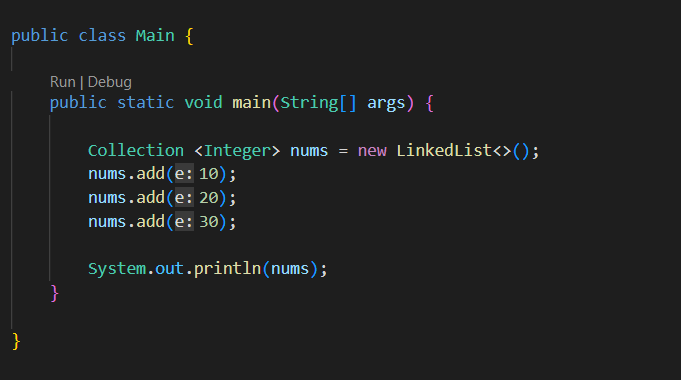 public class Main {
Run | Debug
public static void main(String[] args) {
Collection <Integer> nums = new LinkedList<>();
nums.add(e:10);
nums.add(e:20);
nums.add(e:30);
System.out.println(nums);
}
}